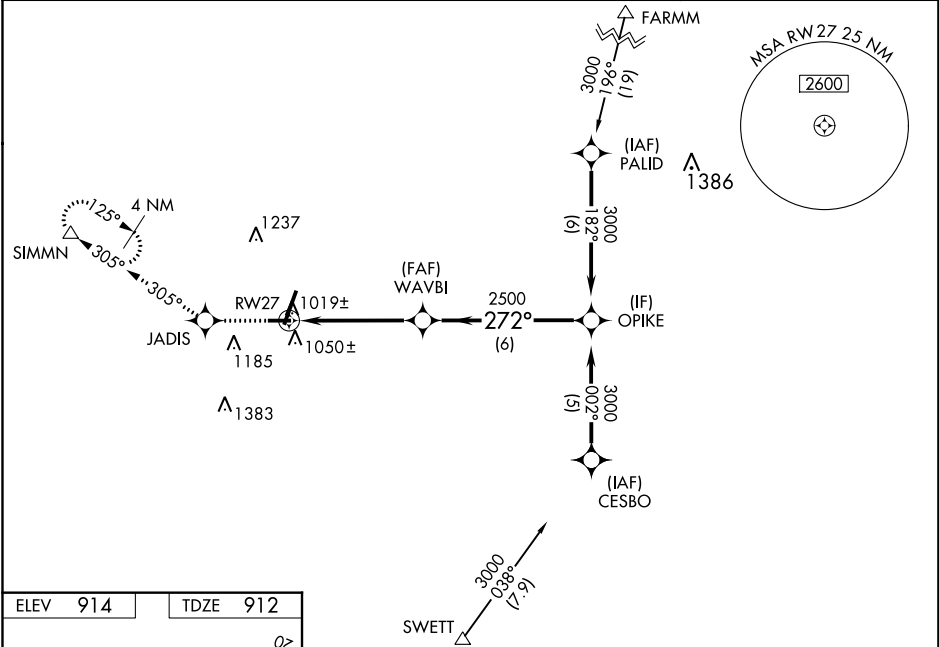 FARMM
3000
196°
(19)
MSA RW 27 25 NM
2600
(IAF)
PALID
1386
3000
182°
(6)
125°
4 NM
SIMMN
305°
305°
1237
JADIS
RW27
1019±
1050±
1185
1383
(FAF)
WAVBI
2500
272°
(6)
(IF)
OPIKE
3000
002°
(5)
(IAF)
CESBO
3000
038°
(7.9)
SWETT
ELEV 914
TDZE 912